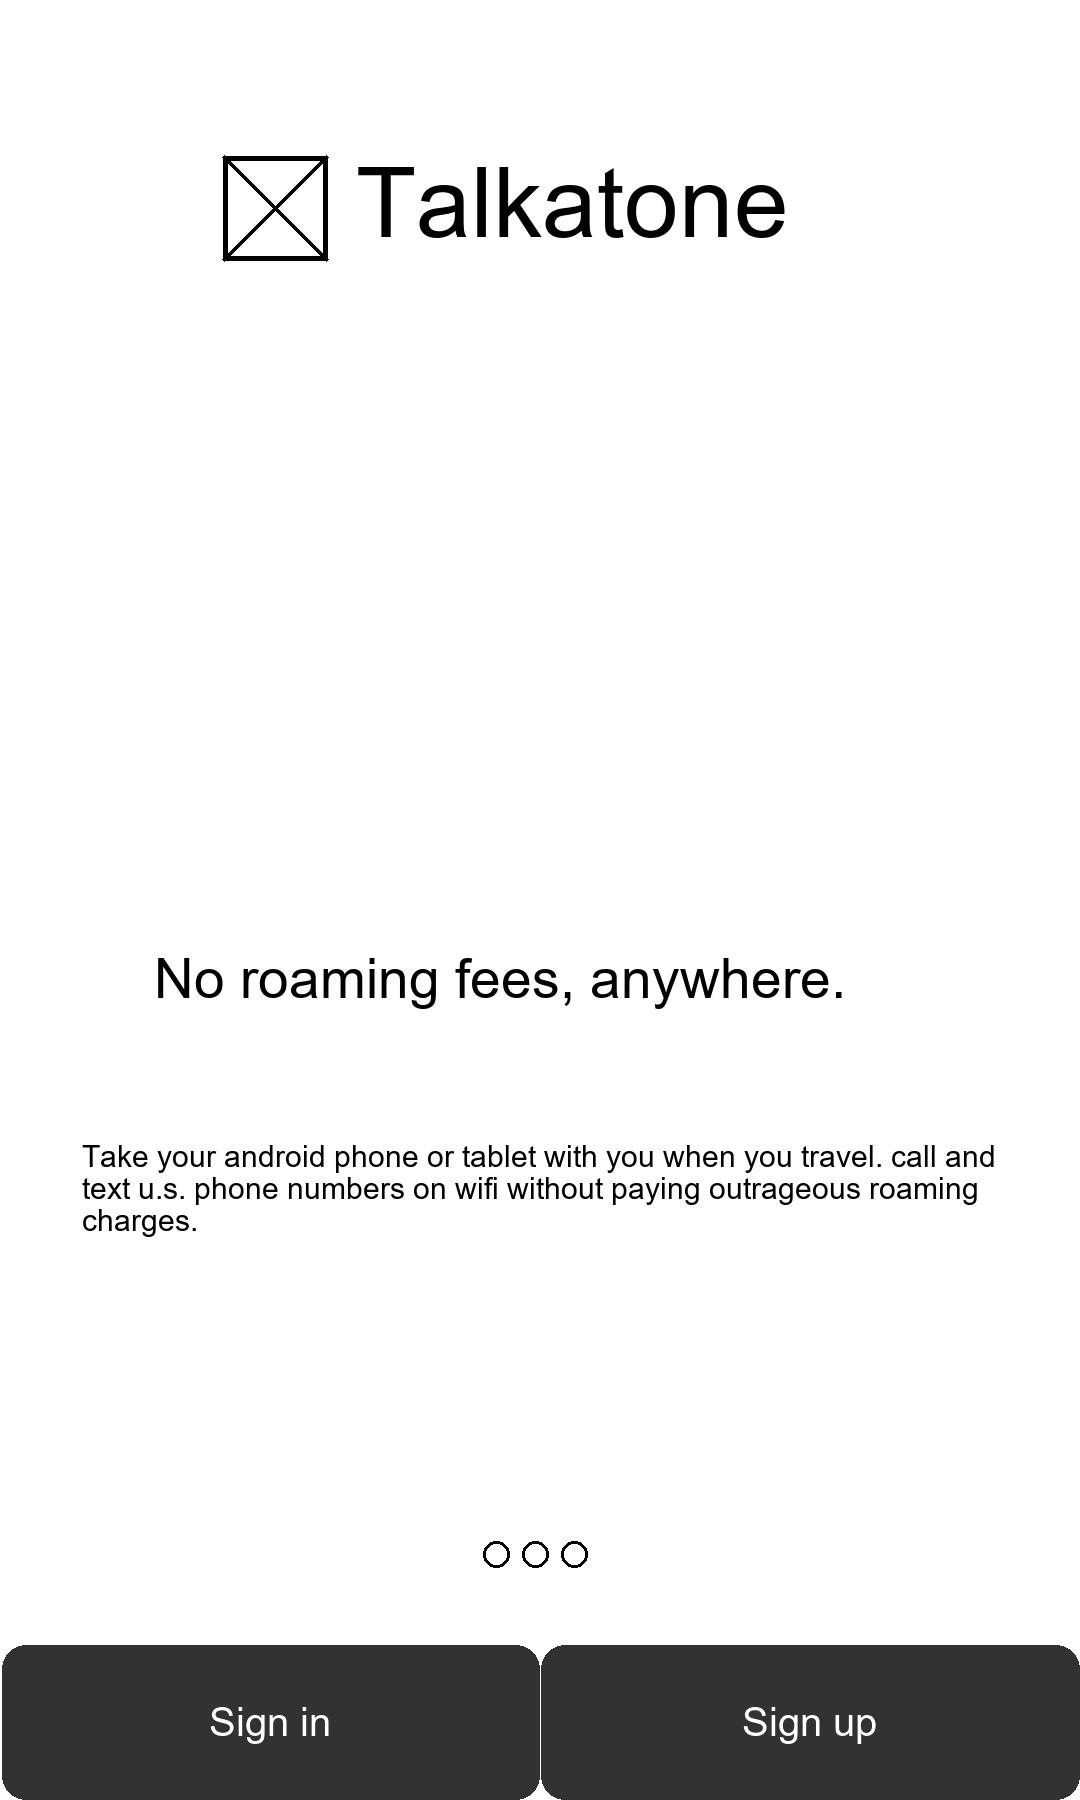 Talkatone
No roaming fees, anywhere.
Take your android phone or tablet with you when you travel. call and
text u.s. phone numbers on wifi without paying outrageous roaming
charges.
Sign in
Sign up